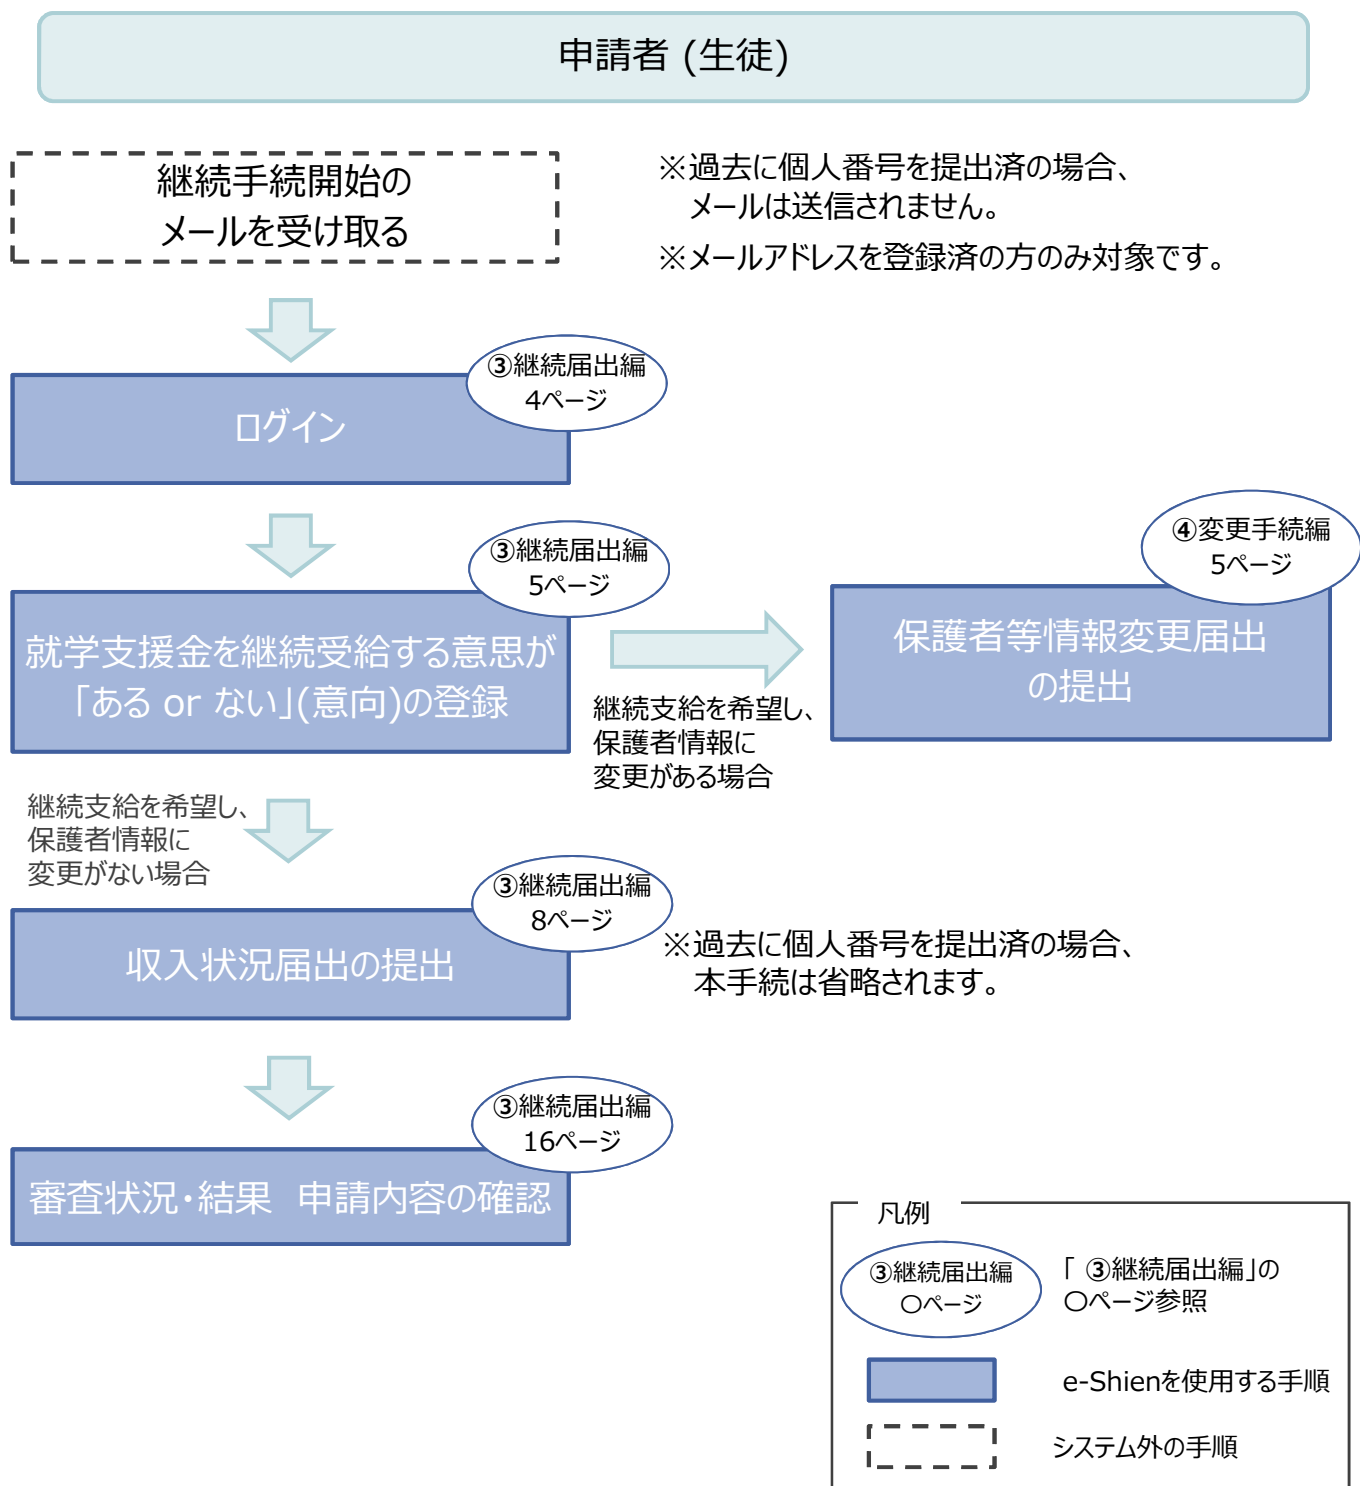 申請者 (生徒)
継続手続開始の
メールを受け取る
※過去に個人番号を提出済の場合、
メールは送信されません。
※メールアドレスを登録済の方のみ対象です。
③継続届出編
4ページ
ログイン
③継続届出編
5ページ
就学支援金を継続受給する意思が
「ある or ない」(意向)の登録
④変更手続編
5ページ
保護者等情報変更届出
の提出
継続支給を希望し、
保護者情報に
変更がある場合
継続支給を希望し、
保護者情報に
変更がない場合
③継続届出編
8ページ
収入状況届出の提出
※過去に個人番号を提出済の場合、
本手続は省略されます。
③継続届出編
16ページ
審査状況・結果　申請内容の確認
凡例
③継続届出編
〇ページ
「 ③継続届出編」の
〇ページ参照
e-Shienを使用する手順
システム外の手順